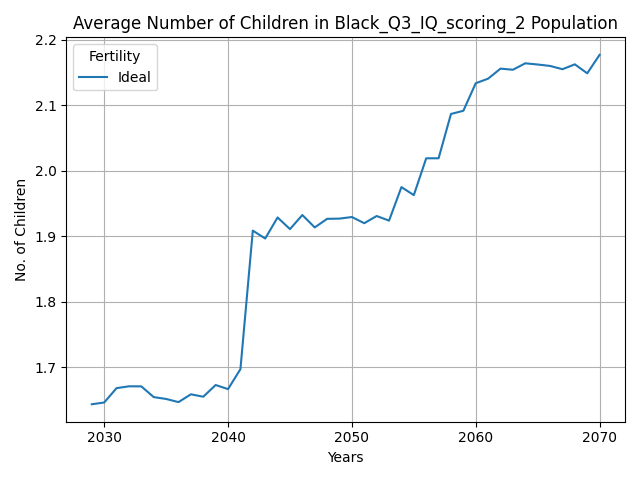 Average Number of Children in Black_Q3_IQ_scoring_2 Population
Fertility
Ideal
No. of Children
2.2
2.1
2.0
1.9
1.8
1.7
2030 2040 2050 2060 2070
Years